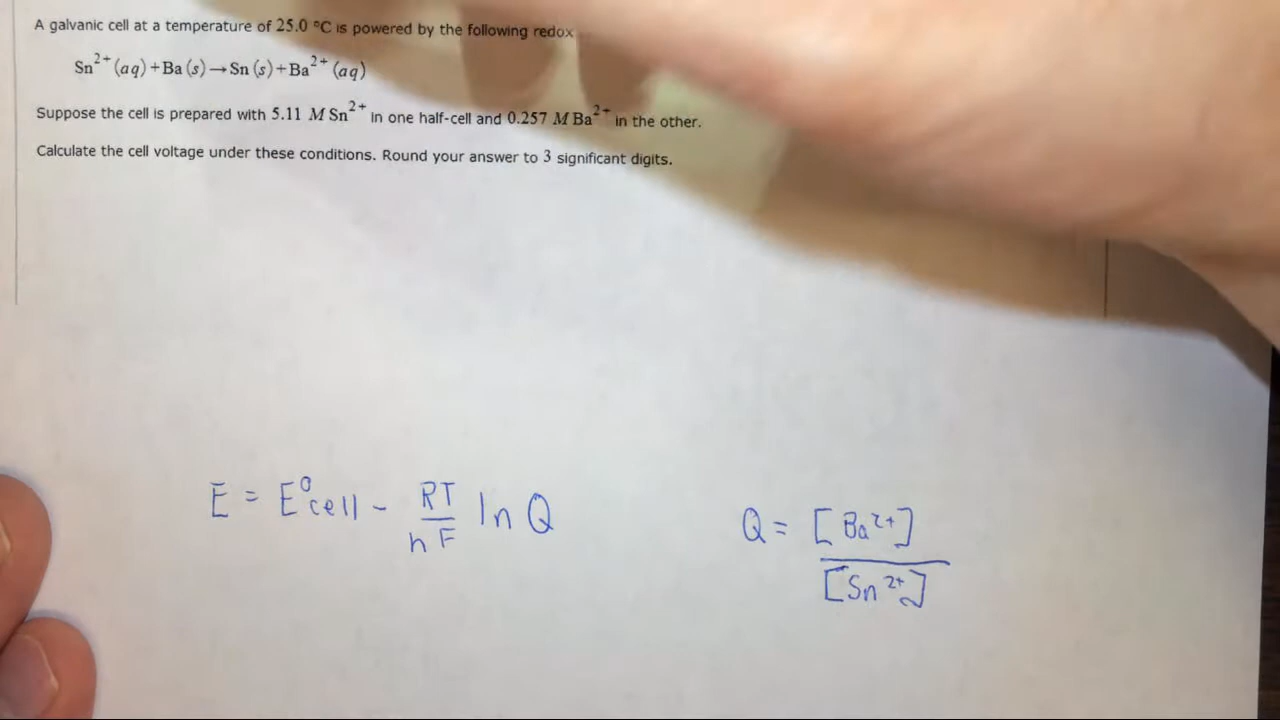 A galvanic cell at a temperature of 25.0 °C is powered by the following redox
Sn²⁺ (aq) + Ba (s) → Sn (s) + Ba²⁺ (aq)
Suppose the cell is prepared with 5.11 M Sn²⁺ in one half-cell and 0.257 M Ba²⁺ in the other.
Calculate the cell voltage under these conditions. Round your answer to 3 significant digits.
E = E⁰cell - RT/nF ln Q
Q = [Ba²⁺]/[Sn²⁺]